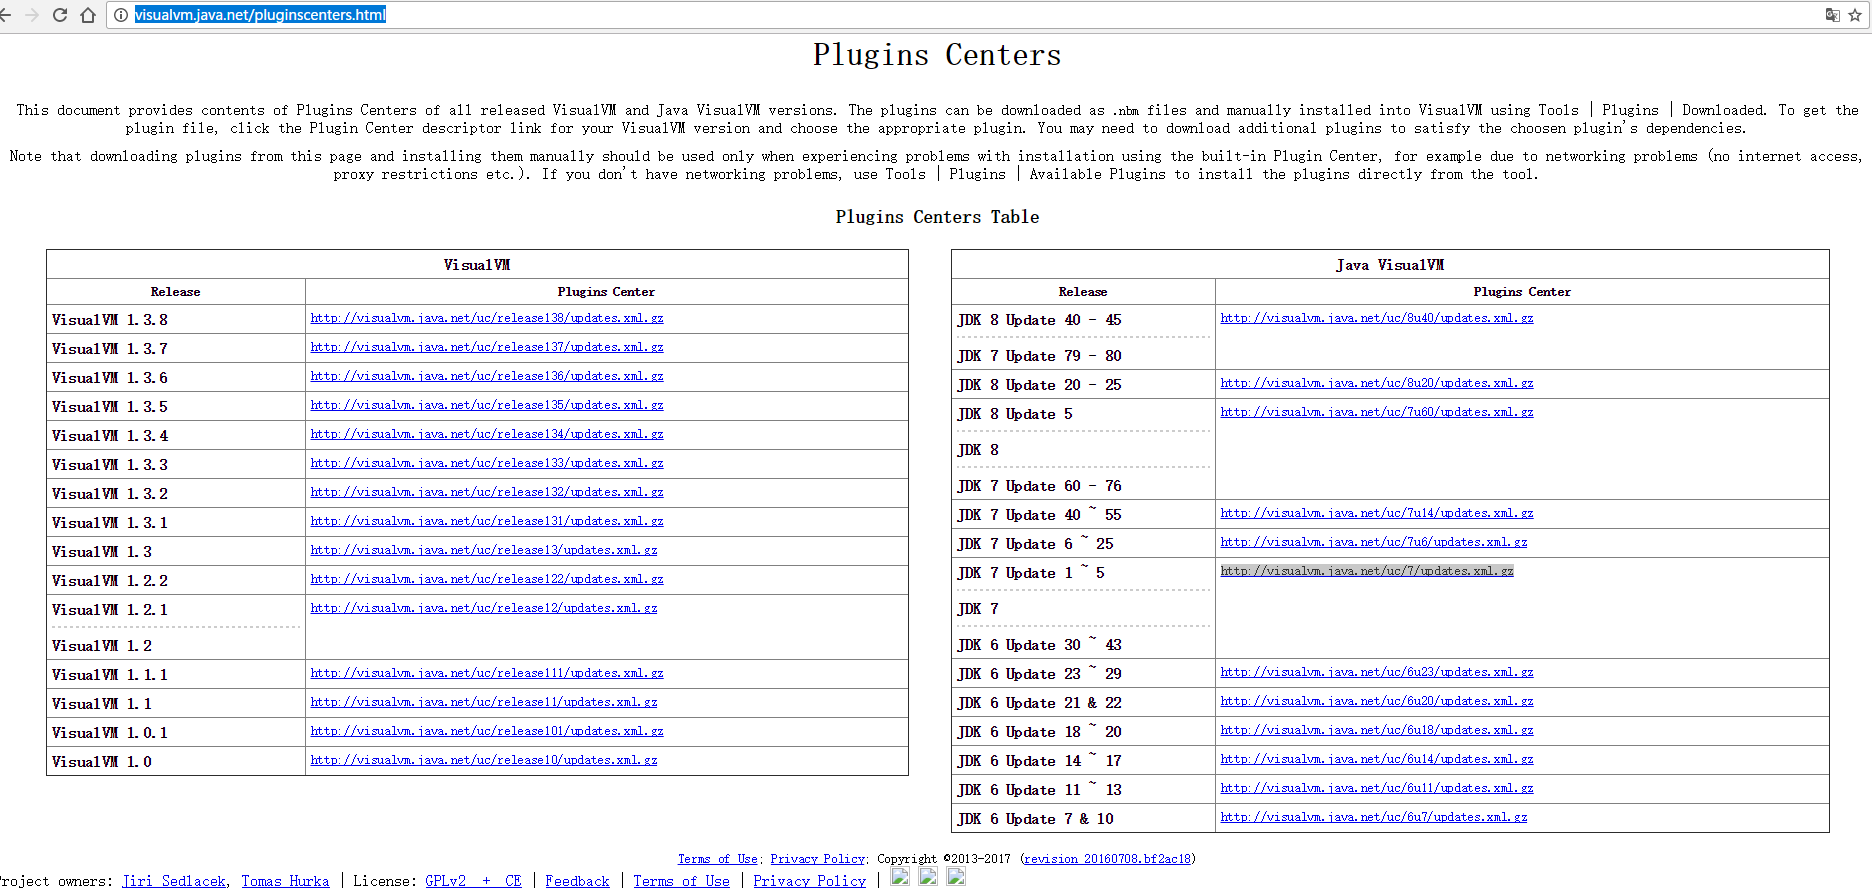 visualvm.java.net/pluginscenters.html
Plugins Centers
This document provides contents of Plugins Centers of all released VisualVM and Java VisualVM versions. The plugins can be downloaded as .nbm files and manually installed into VisualVM using Tools | Plugins | Downloaded. To get the
plugin file, click the Plugin Center descriptor link for your VisualVM version and choose the appropriate plugin. You may need to download additional plugins to satisfy the choosen plugin's dependencies.
Note that downloading plugins from this page and installing them manually should be used only when experiencing problems with installation using the built-in Plugin Center, for example due to networking problems (no internet access,
proxy restrictions etc.). If you don't have networking problems, use Tools | Plugins | Available Plugins to install the plugins directly from the tool.
Plugins Centers Table
VisualVM
Release Plugins Center
VisualVM 1.3.8 http://visualvm.java.net/uc/release138/updates.xml.gz
VisualVM 1.3.7 http://visualvm.java.net/uc/release137/updates.xml.gz
VisualVM 1.3.6 http://visualvm.java.net/uc/release136/updates.xml.gz
VisualVM 1.3.5 http://visualvm.java.net/uc/release135/updates.xml.gz
VisualVM 1.3.4 http://visualvm.java.net/uc/release134/updates.xml.gz
VisualVM 1.3.3 http://visualvm.java.net/uc/release133/updates.xml.gz
VisualVM 1.3.2 http://visualvm.java.net/uc/release132/updates.xml.gz
VisualVM 1.3.1 http://visualvm.java.net/uc/release131/updates.xml.gz
VisualVM 1.3 http://visualvm.java.net/uc/release13/updates.xml.gz
VisualVM 1.2.2 http://visualvm.java.net/uc/release122/updates.xml.gz
VisualVM 1.2.1 http://visualvm.java.net/uc/release12/updates.xml.gz
VisualVM 1.2
VisualVM 1.1.1 http://visualvm.java.net/uc/release111/updates.xml.gz
VisualVM 1.1 http://visualvm.java.net/uc/release11/updates.xml.gz
VisualVM 1.0.1 http://visualvm.java.net/uc/release101/updates.xml.gz
VisualVM 1.0 http://visualvm.java.net/uc/release10/updates.xml.gz
Java VisualVM
Release Plugins Center
JDK 8 Update 40 - 45 http://visualvm.java.net/uc/8u40/updates.xml.gz
JDK 7 Update 79 - 80
JDK 8 Update 20 - 25 http://visualvm.java.net/uc/8u20/updates.xml.gz
JDK 8 Update 5 http://visualvm.java.net/uc/7u60/updates.xml.gz
JDK 8
JDK 7 Update 60 - 76
JDK 7 Update 40 ~ 55 http://visualvm.java.net/uc/7u14/updates.xml.gz
JDK 7 Update 6 ~ 25 http://visualvm.java.net/uc/7u6/updates.xml.gz
JDK 7 Update 1 ~ 5 http://visualvm.java.net/uc/7/updates.xml.gz
JDK 7
JDK 6 Update 30 ~ 43
JDK 6 Update 23 ~ 29 http://visualvm.java.net/uc/6u23/updates.xml.gz
JDK 6 Update 21 & 22 http://visualvm.java.net/uc/6u20/updates.xml.gz
JDK 6 Update 18 ~ 20 http://visualvm.java.net/uc/6u18/updates.xml.gz
JDK 6 Update 14 ~ 17 http://visualvm.java.net/uc/6u14/updates.xml.gz
JDK 6 Update 11 ~ 13 http://visualvm.java.net/uc/6u11/updates.xml.gz
JDK 6 Update 7 & 10 http://visualvm.java.net/uc/6u7/updates.xml.gz
Terms of Use; Privacy Policy; Copyright ©2013-2017 (revision 20160708.bf2ac18)
roject owners: Jiri Sedlacek, Tomas Hurka | License: GPLv2 + CE | Feedback | Terms of Use | Privacy Policy |